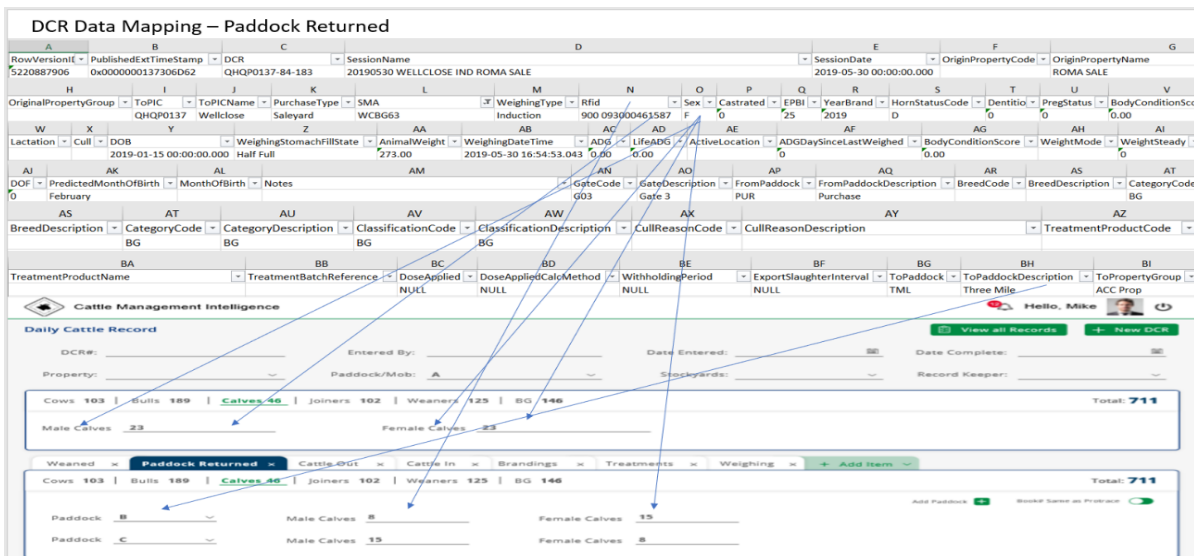 DCR Data Mapping – Paddock Returned
A B C D E F G
RowVersionI PublishedExtTimeStamp DCR SessionName SessionDate OriginPropertyCode OriginPropertyName
5220887906 0x0000000137306D62 QHQP0137-84-183 20190530 WELLCLOSE IND ROMA SALE 2019-05-30 00:00:00.000 ROMA SALE
H I J K L M N O P Q R S T U V
OriginalPropertyGroup ToPIC ToPICName PurchaseType SMA WeighingType Rfid Sex Castrated EPBI YearBrand HornStatusCode Dentitio PregStatus BodyConditionSco
QHQP0137 Wellclose Saleyard WCBG63 Induction 900 093000461587 F 0 25 2019 D 0 0 0.00
W X Y Z AA AB AC AD AE AF AG AH AI
Lactation Cull DOB WeighingStomachFillState AnimalWeight WeighingDateTime ADG LifeADG ActiveLocation ADGDaySinceLastWeighed BodyConditionScore WeightMode WeightSteady
2019-01-15 00:00:00.000 Half Full 273.00 2019-05-30 16:54:53.043 0.00 0.00 0 0.00 0
AJ AK AL AM AN AO AP AQ AR AS AT
DOF PredictedMonthOfBirth MonthOfBirth Notes GateCode GateDescription FromPaddock FromPaddockDescription BreedCode BreedDescription CategoryCode
0 February G03 Gate 3 PUR Purchase BG
AS AT AU AV AW AX AY AZ
BreedDescription CategoryCode CategoryDescription ClassificationCode ClassificationDescription CullReasonCode CullReasonDescription TreatmentProductCode
BG BG BG BG
BA BB BC BD BE BF BG BH BI
TreatmentProductName TreatmentBatchReference DoseApplied DoseAppliedCalcMethod WithholdingPeriod ExportSlaughterInterval ToPaddock ToPaddockDescription ToPropertyGroup
NULL NULL NULL NULL TML Three Mile ACC Prop
Cattle Management Intelligence Hello, Mike
Daily Cattle Record View all Records + New DCR
DCR#: Entered By: Date Entered: Date Complete:
Property: Paddock/Mob: A Stockyards: Record Keeper:
Cows 103 | Bulls 189 | Calves 46 | Joiners 102 | Weaners 125 | BG 146 Total: 711
Male Calves 23 Female Calves 23
Weaned x Paddock Returned x Cattle Out x Cattle In x Brandings x Treatments x Weighing x + Add Item
Cows 103 | Bulls 189 | Calves 46 | Joiners 102 | Weaners 125 | BG 146 Total: 711
Add Paddock + Book# Same as Protrace
Paddock B Male Calves 8 Female Calves 15
Paddock C Male Calves 15 Female Calves 8